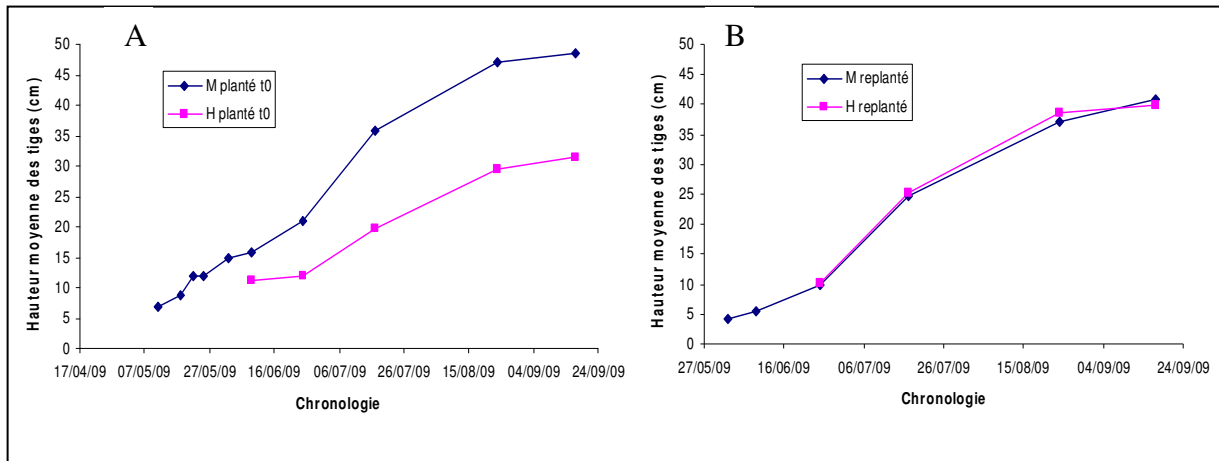 A
Hauteur moyenne des tiges (cm)
50
45
40
35
30
25
20
15
10
5
0
M planté t0
H planté t0
17/04/09 07/05/09 27/05/09 16/06/09 06/07/09 26/07/09 15/08/09 04/09/09 24/09/09
Chronologie
B
Hauteur moyenne des tiges (cm)
50
45
40
35
30
25
20
15
10
5
0
M replanté
H replanté
27/05/09 16/06/09 06/07/09 26/07/09 15/08/09 04/09/09 24/09/09
Chronologie